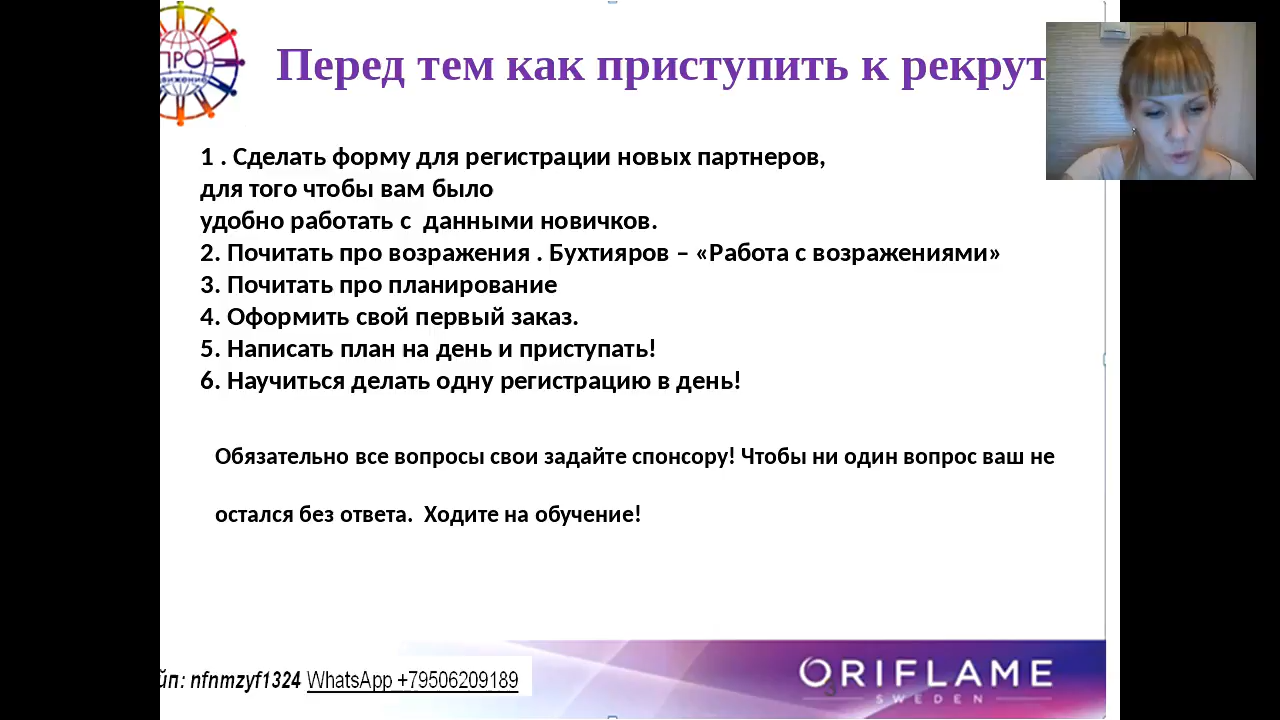 ПРО
Перед тем как приступить к рекрут
1 . Сделать форму для регистрации новых партнеров,
для того чтобы вам было
удобно работать с данными новичков.
2. Почитать про возражения . Бухтияров – «Работа с возражениями»
3. Почитать про планирование
4. Оформить свой первый заказ.
5. Написать план на день и приступать!
6. Научиться делать одну регистрацию в день!
Обязательно все вопросы свои задайте спонсору! Чтобы ни один вопрос ваш не
остался без ответа. Ходите на обучение!
йп: nfnmzyf1324 WhatsApp +79506209189
ORIFLAME
SWEDEN
3